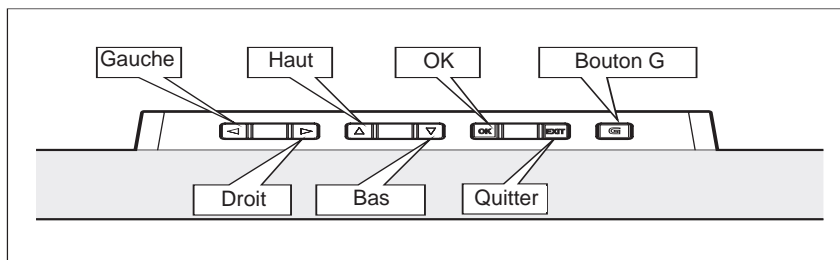 Gauche
Haut
OK
Bouton G
OK
EXIT
G
Droit
Bas
Quitter